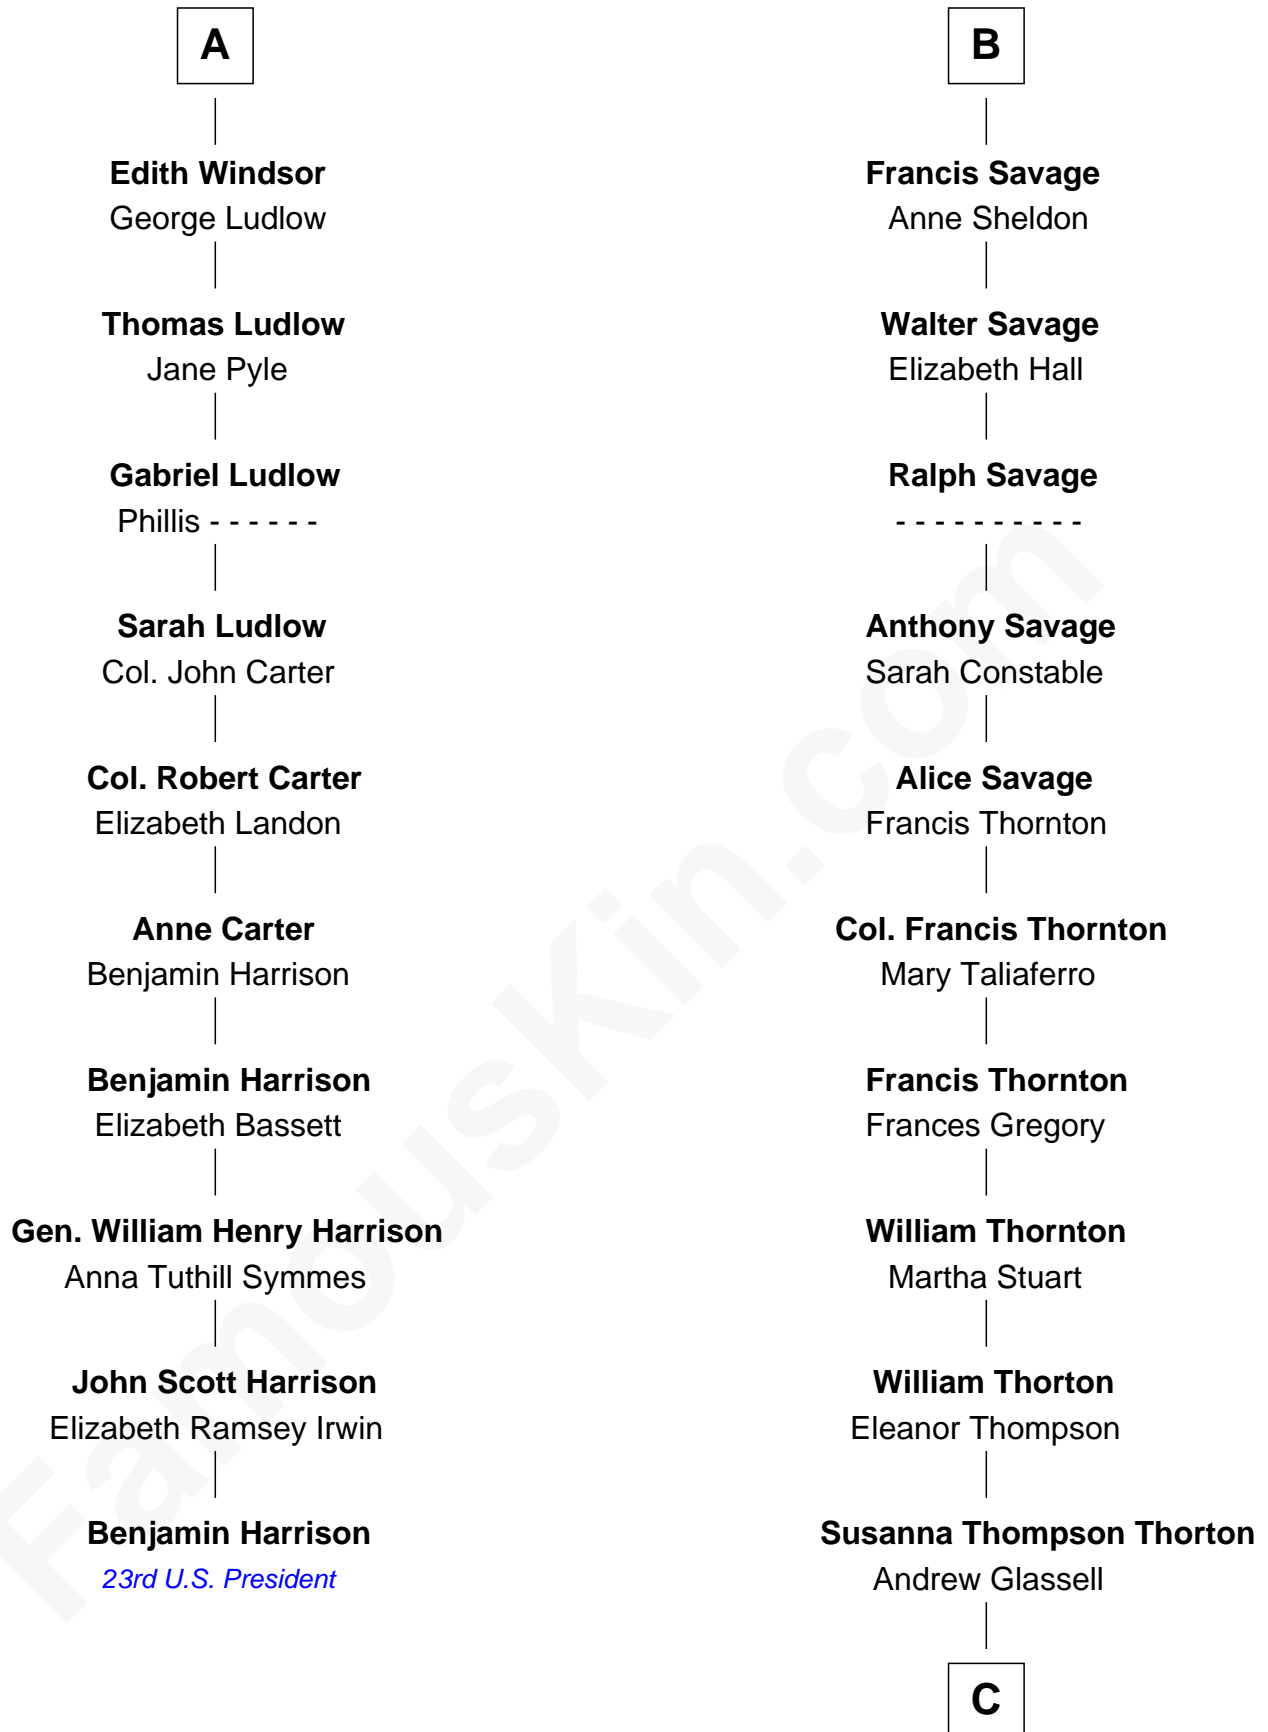 A
Edith Windsor
George Ludlow
Thomas Ludlow
Jane Pyle
Gabriel Ludlow
Phillis - - - - - -
Sarah Ludlow
Col. John Carter
Col. Robert Carter
Elizabeth Landon
Anne Carter
Benjamin Harrison
Benjamin Harrison
Elizabeth Bassett
Gen. William Henry Harrison
Anna Tuthill Symmes
John Scott Harrison
Elizabeth Ramsey Irwin
Benjamin Harrison
23rd U.S. President
B
Francis Savage
Anne Sheldon
Walter Savage
Elizabeth Hall
Ralph Savage
- - - - - - - - - -
Anthony Savage
Sarah Constable
Alice Savage
Francis Thornton
Col. Francis Thornton
Mary Taliaferro
Francis Thornton
Frances Gregory
William Thornton
Martha Stuart
William Thorton
Eleanor Thompson
Susanna Thompson Thorton
Andrew Glassell
C
FamousKin.com